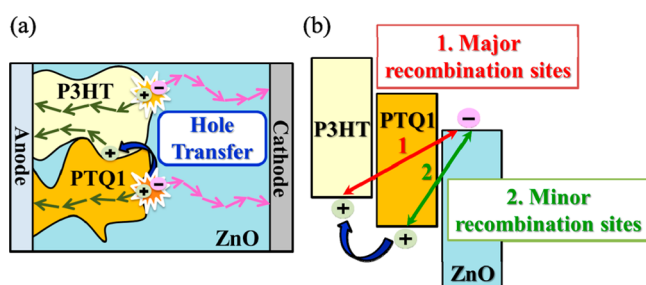 (a)
P3HT
Anode
Hole
Transfer
Cathode
PTQ1
ZnO
+
−
+
+
−
(b)
1. Major
recombination sites
P3HT
PTQ1
−
1
2
2. Minor
recombination sites
+
+
ZnO